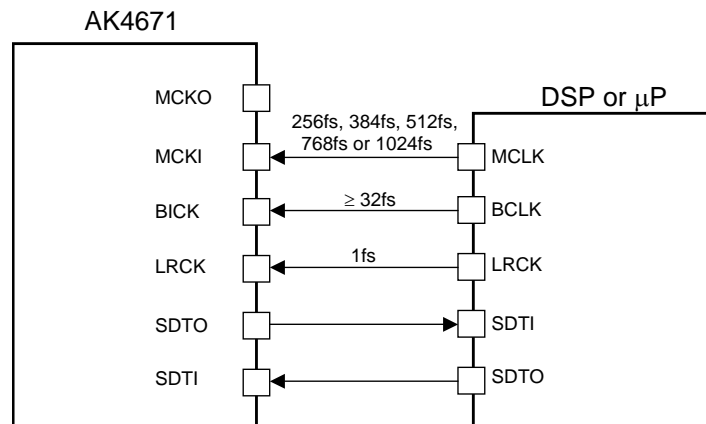 AK4671
DSP or μP
MCKO
256fs, 384fs, 512fs,
768fs or 1024fs
MCKI
MCLK
≥ 32fs
BICK
BCLK
1fs
LRCK
LRCK
SDTO
SDTI
SDTI
SDTO